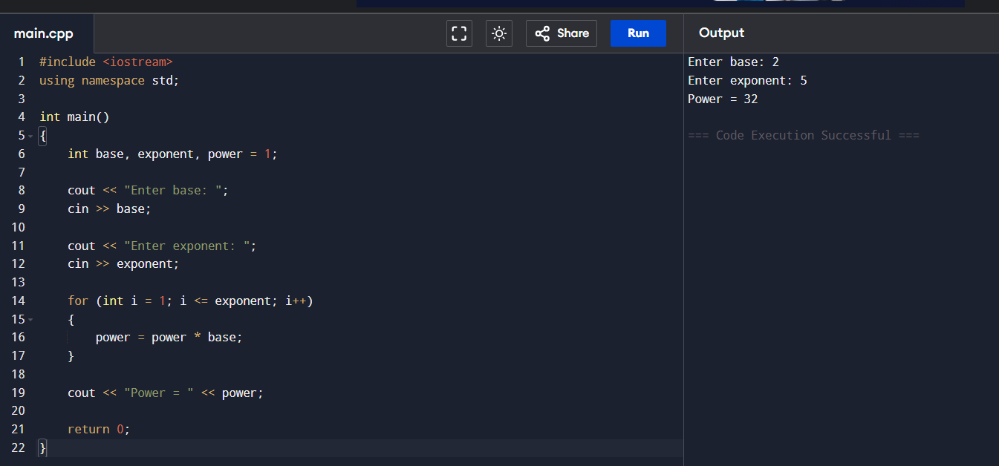 main.cpp
Share
Run
Output
1 #include <iostream>
2 using namespace std;
3
4 int main()
5 {
6     int base, exponent, power = 1;
7
8     cout << "Enter base: ";
9     cin >> base;
10
11     cout << "Enter exponent: ";
12     cin >> exponent;
13
14     for (int i = 1; i <= exponent; i++)
15     {
16         power = power * base;
17     }
18
19     cout << "Power = " << power;
20
21     return 0;
22 }
Enter base: 2
Enter exponent: 5
Power = 32
=== Code Execution Successful ===